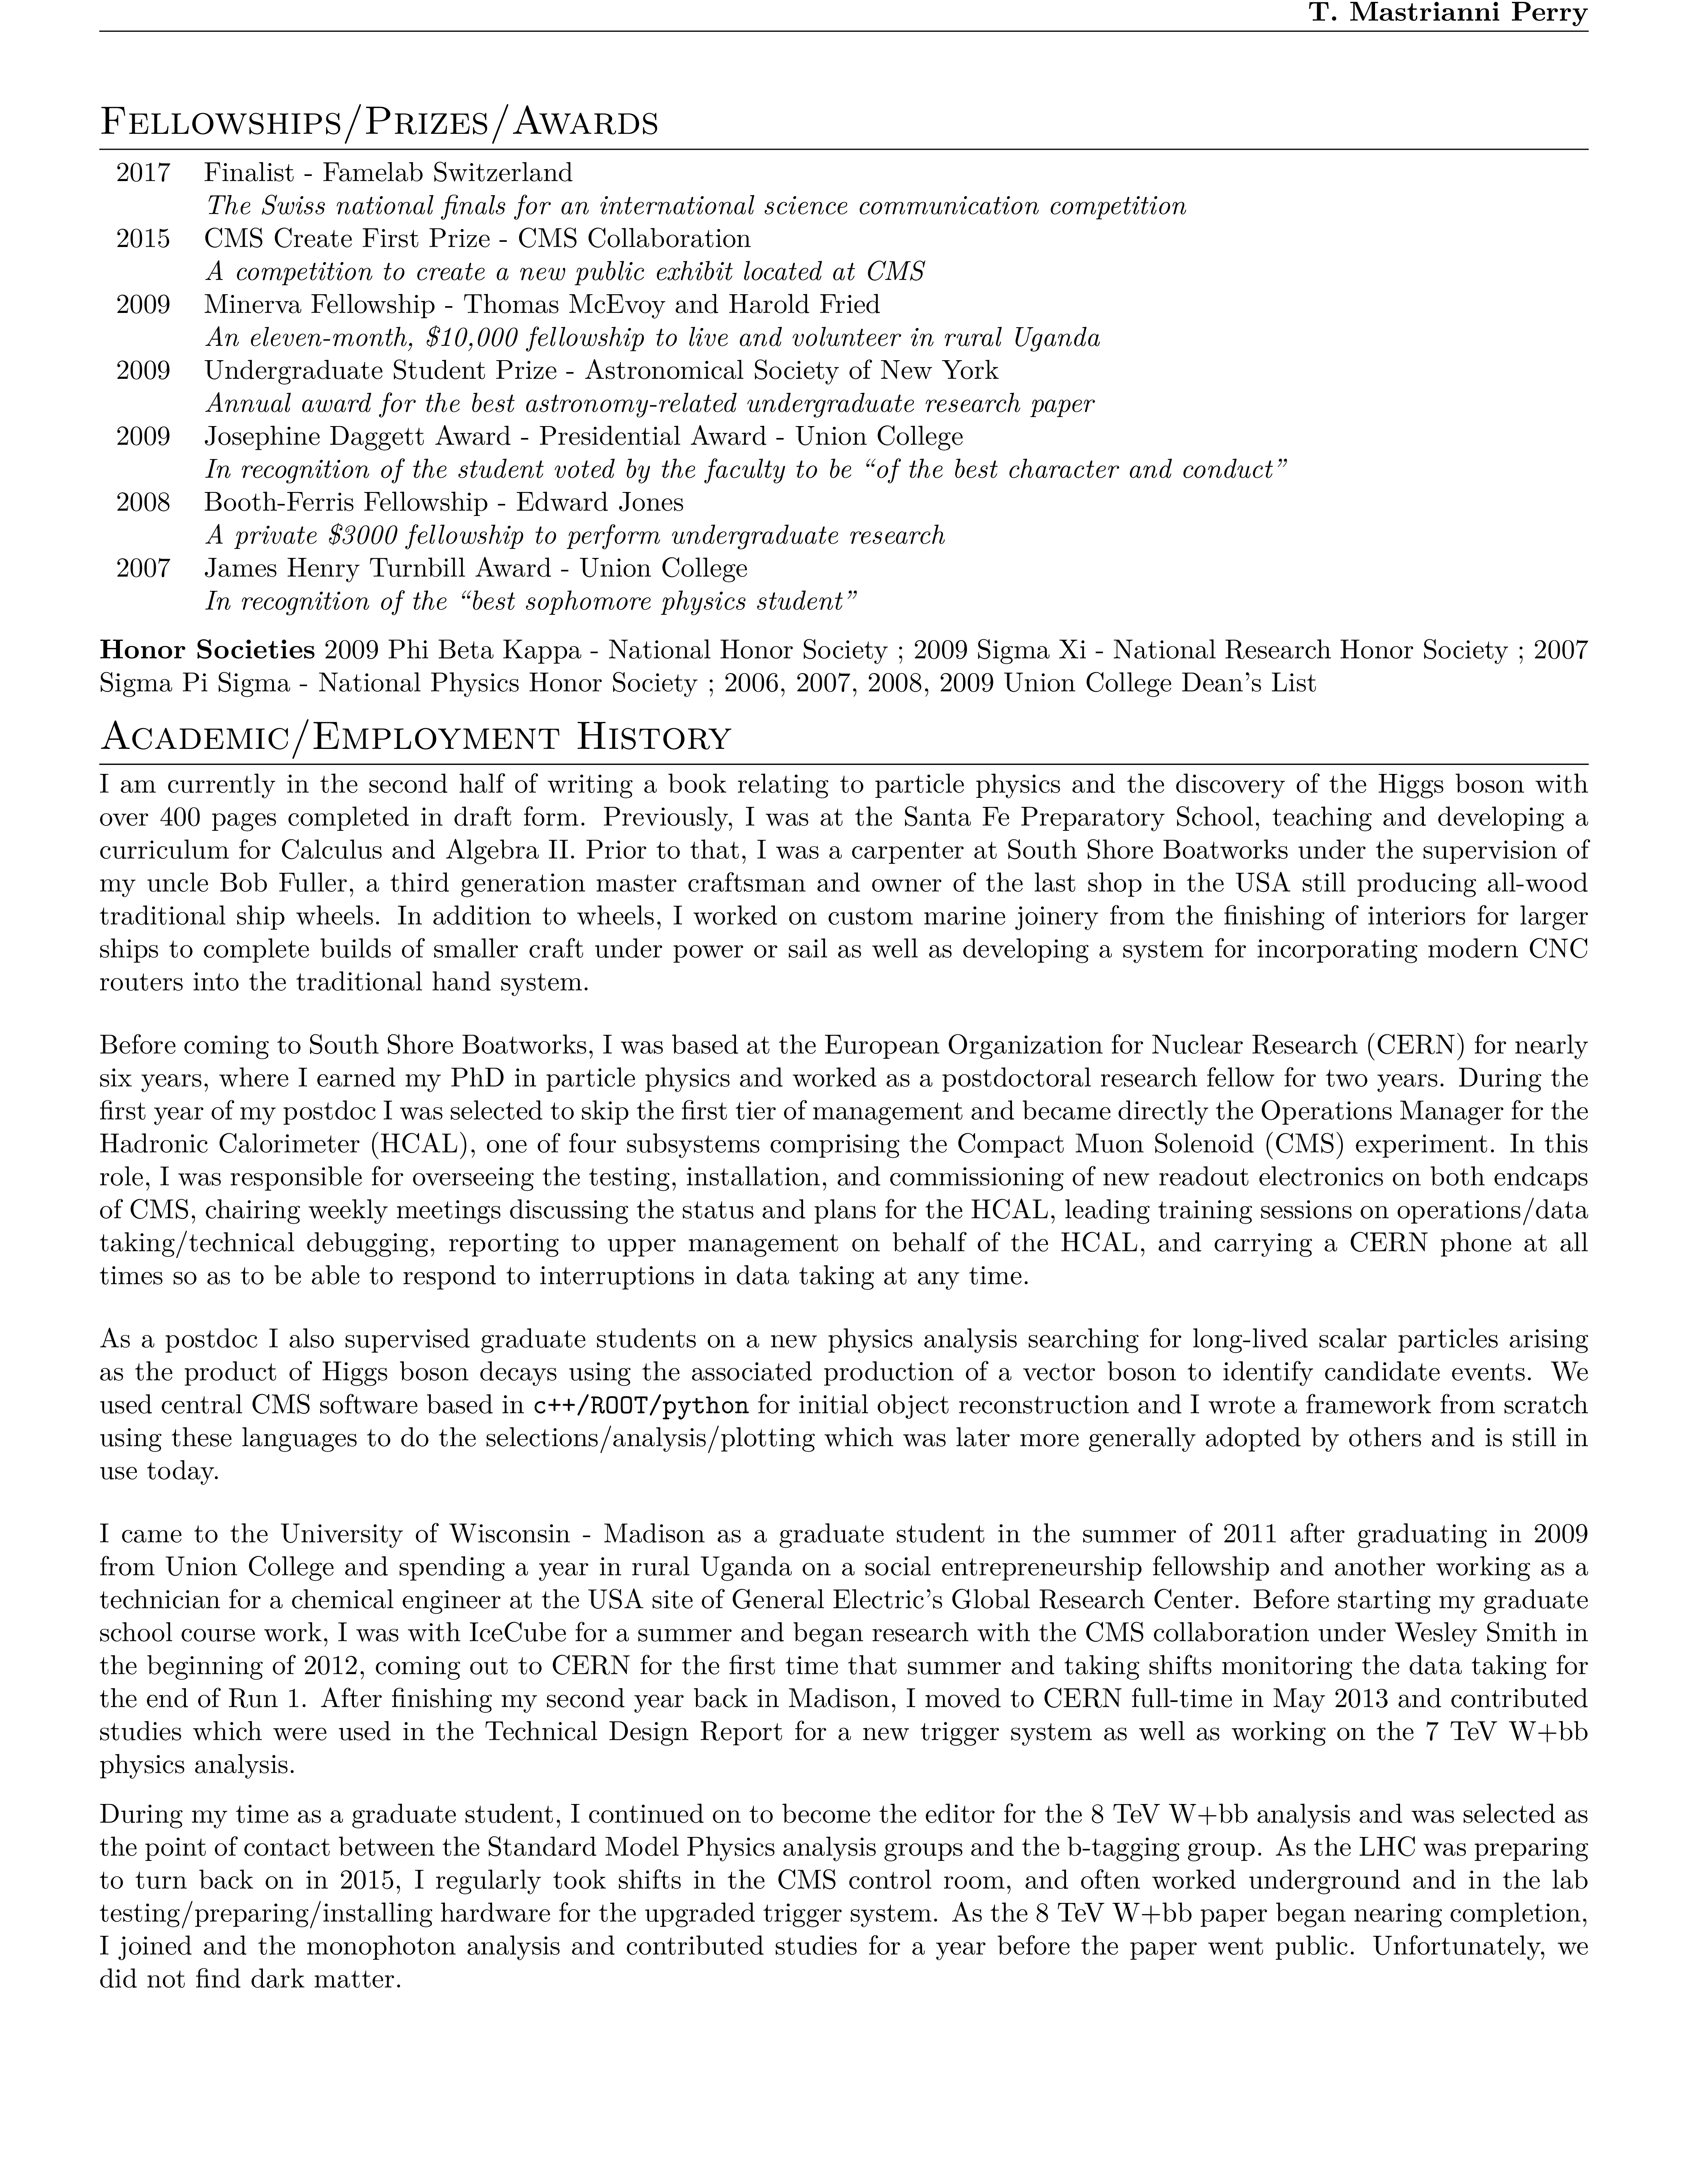 T. Mastrianni Perry
Fellowships/Prizes/Awards
2017 Finalist - Famelab Switzerland
The Swiss national finals for an international science communication competition
2015 CMS Create First Prize - CMS Collaboration
A competition to create a new public exhibit located at CMS
2009 Minerva Fellowship - Thomas McEvoy and Harold Fried
An eleven-month, $10,000 fellowship to live and volunteer in rural Uganda
2009 Undergraduate Student Prize - Astronomical Society of New York
Annual award for the best astronomy-related undergraduate research paper
2009 Josephine Daggett Award - Presidential Award - Union College
In recognition of the student voted by the faculty to be “of the best character and conduct”
2008 Booth-Ferris Fellowship - Edward Jones
A private $3000 fellowship to perform undergraduate research
2007 James Henry Turnbill Award - Union College
In recognition of the “best sophomore physics student”
Honor Societies 2009 Phi Beta Kappa - National Honor Society ; 2009 Sigma Xi - National Research Honor Society ; 2007
Sigma Pi Sigma - National Physics Honor Society ; 2006, 2007, 2008, 2009 Union College Dean’s List
Academic/Employment History
I am currently in the second half of writing a book relating to particle physics and the discovery of the Higgs boson with
over 400 pages completed in draft form. Previously, I was at the Santa Fe Preparatory School, teaching and developing a
curriculum for Calculus and Algebra II. Prior to that, I was a carpenter at South Shore Boatworks under the supervision of
my uncle Bob Fuller, a third generation master craftsman and owner of the last shop in the USA still producing all-wood
traditional ship wheels. In addition to wheels, I worked on custom marine joinery from the finishing of interiors for larger
ships to complete builds of smaller craft under power or sail as well as developing a system for incorporating modern CNC
routers into the traditional hand system.
Before coming to South Shore Boatworks, I was based at the European Organization for Nuclear Research (CERN) for nearly
six years, where I earned my PhD in particle physics and worked as a postdoctoral research fellow for two years. During the
first year of my postdoc I was selected to skip the first tier of management and became directly the Operations Manager for the
Hadronic Calorimeter (HCAL), one of four subsystems comprising the Compact Muon Solenoid (CMS) experiment. In this
role, I was responsible for overseeing the testing, installation, and commissioning of new readout electronics on both endcaps
of CMS, chairing weekly meetings discussing the status and plans for the HCAL, leading training sessions on operations/data
taking/technical debugging, reporting to upper management on behalf of the HCAL, and carrying a CERN phone at all
times so as to be able to respond to interruptions in data taking at any time.
As a postdoc I also supervised graduate students on a new physics analysis searching for long-lived scalar particles arising
as the product of Higgs boson decays using the associated production of a vector boson to identify candidate events. We
used central CMS software based in c++/ROOT/python for initial object reconstruction and I wrote a framework from scratch
using these languages to do the selections/analysis/plotting which was later more generally adopted by others and is still in
use today.
I came to the University of Wisconsin - Madison as a graduate student in the summer of 2011 after graduating in 2009
from Union College and spending a year in rural Uganda on a social entrepreneurship fellowship and another working as a
technician for a chemical engineer at the USA site of General Electric’s Global Research Center. Before starting my graduate
school course work, I was with IceCube for a summer and began research with the CMS collaboration under Wesley Smith in
the beginning of 2012, coming out to CERN for the first time that summer and taking shifts monitoring the data taking for
the end of Run 1. After finishing my second year back in Madison, I moved to CERN full-time in May 2013 and contributed
studies which were used in the Technical Design Report for a new trigger system as well as working on the 7 TeV W+bb
physics analysis.
During my time as a graduate student, I continued on to become the editor for the 8 TeV W+bb analysis and was selected as
the point of contact between the Standard Model Physics analysis groups and the b-tagging group. As the LHC was preparing
to turn back on in 2015, I regularly took shifts in the CMS control room, and often worked underground and in the lab
testing/preparing/installing hardware for the upgraded trigger system. As the 8 TeV W+bb paper began nearing completion,
I joined and the monophoton analysis and contributed studies for a year before the paper went public. Unfortunately, we
did not find dark matter.